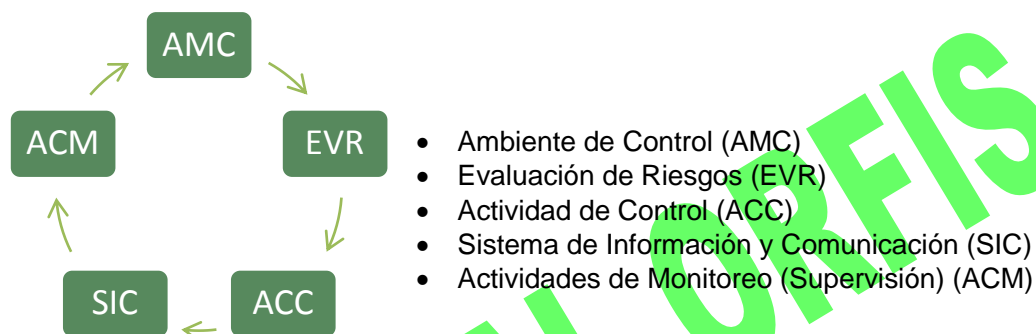 AMC
ACM
EVR
SIC
ACC
• Ambiente de Control (AMC)
• Evaluación de Riesgos (EVR)
• Actividad de Control (ACC)
• Sistema de Información y Comunicación (SIC)
• Actividades de Monitoreo (Supervisión) (ACM)
ORFIS